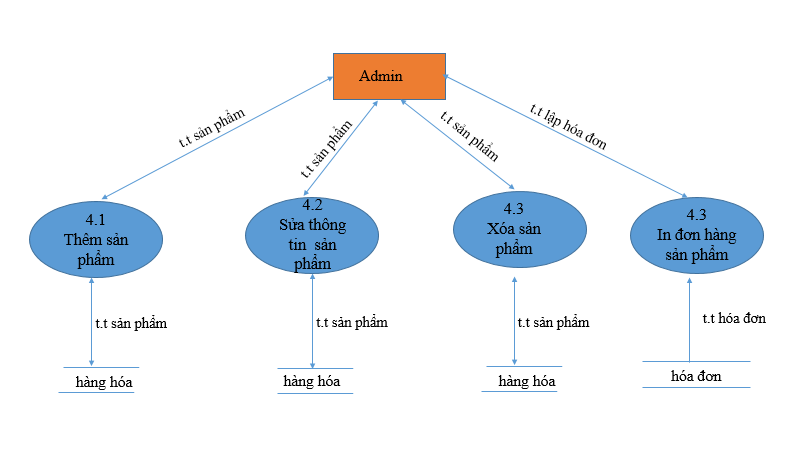 Admin
t.t sản phẩm
t.t sản phẩm
t.t sản phẩm
t.t lập hóa đơn
4.1
Thêm sản
phẩm
4.2
Sửa thông
tin sản
phẩm
4.3
Xóa sản
phẩm
4.3
In đơn hàng
sản phẩm
t.t sản phẩm
t.t sản phẩm
t.t sản phẩm
t.t hóa đơn
hàng hóa
hàng hóa
hàng hóa
hóa đơn